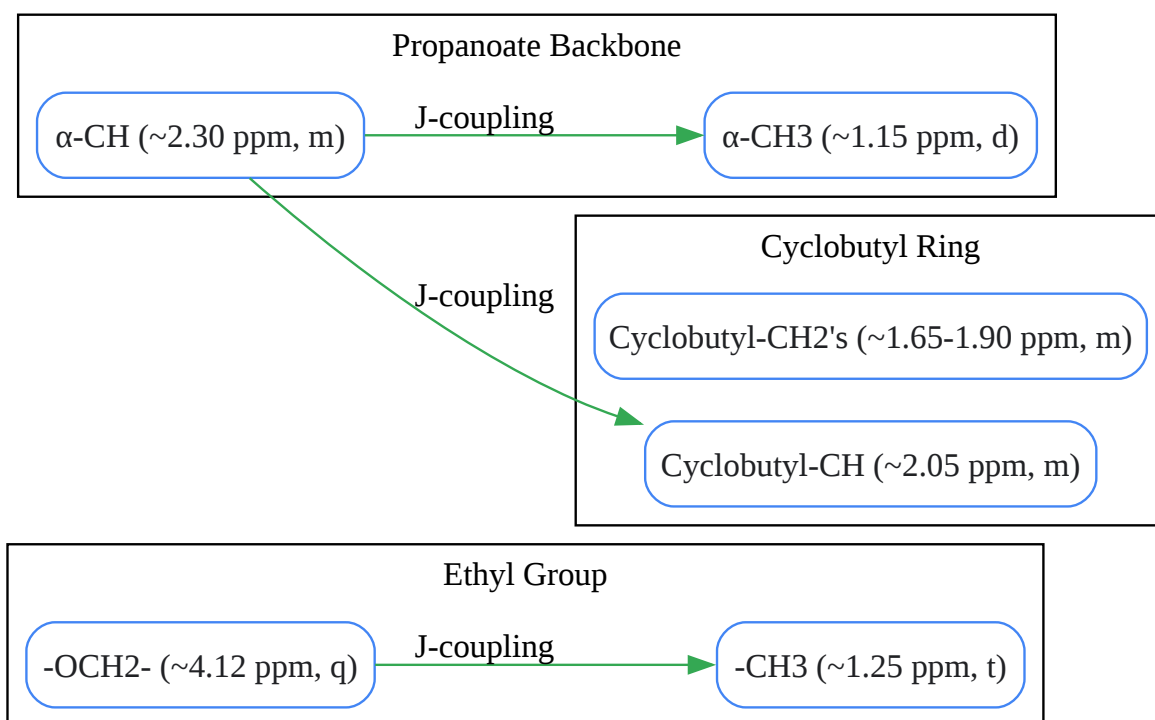 Propanoate Backbone
α-CH (~2.30 ppm, m)
J-coupling
α-CH3 (~1.15 ppm, d)
J-coupling
Cyclobutyl Ring
Cyclobutyl-CH2's (~1.65-1.90 ppm, m)
Cyclobutyl-CH (~2.05 ppm, m)
Ethyl Group
-OCH2- (~4.12 ppm, q)
J-coupling
-CH3 (~1.25 ppm, t)